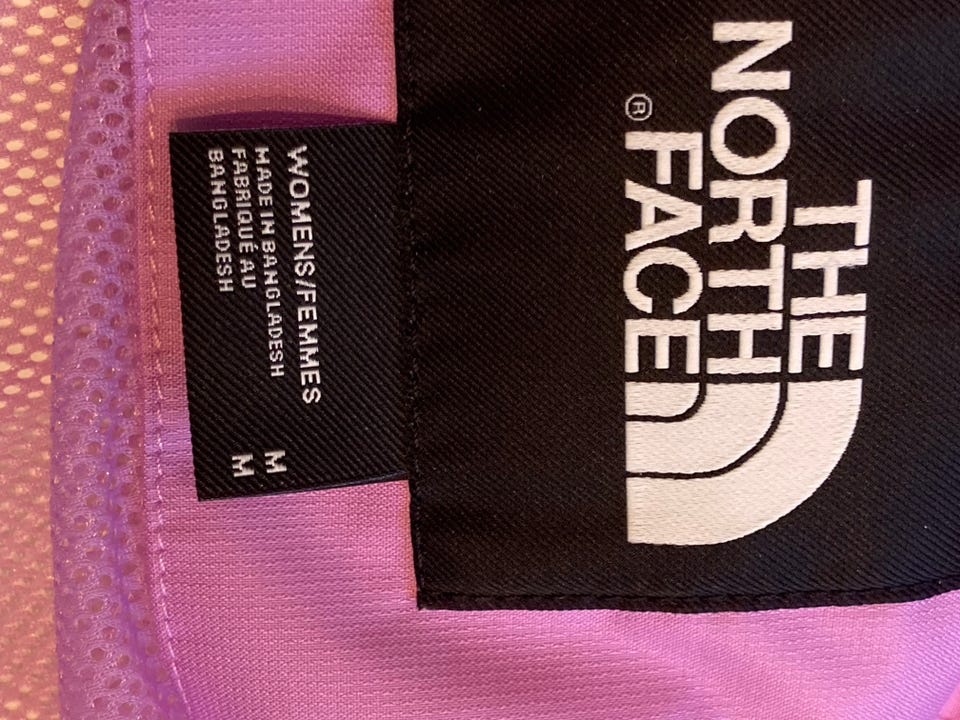 THE
NORTH
FACE®
WOMENS/FEMMES
MADE IN BANGLADESH M
FABRIQUÉ AU M
BANGLADESH